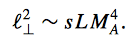 ℓ⊥² ∼ sLM_A⁴.